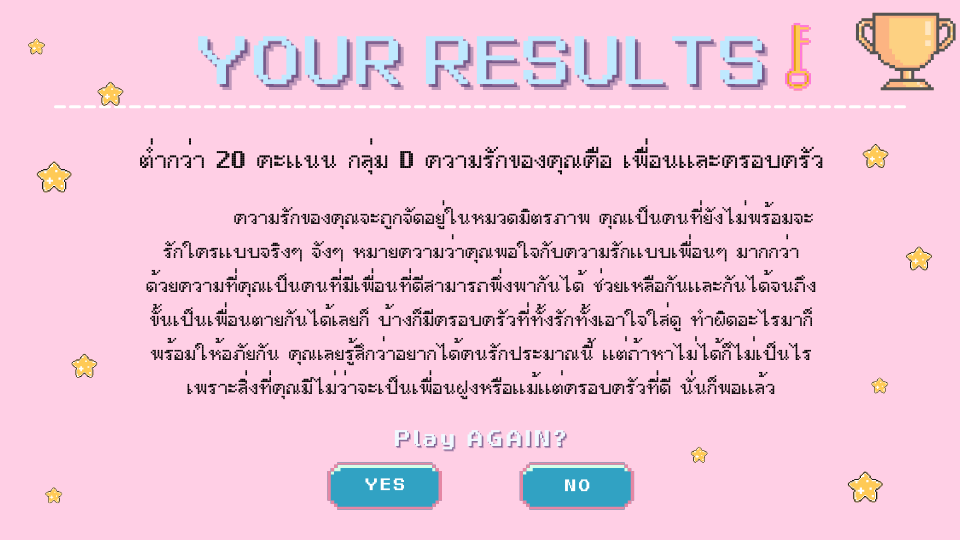 YOUR RESULTS
ต่ำกว่า 20 คะแนน กลุ่ม D ความรักของคุณคือ เพื่อนและครอบครัว
ความรักของคุณจะถูกจัดอยู่ในหมวดมิตรภาพ คุณเป็นคนที่ยังไม่พร้อมจะ
รักใครแบบจริงๆ จังๆ หมายความว่าคุณพอใจกับความรักแบบเพื่อนๆ มากกว่า
ด้วยความที่คุณเป็นคนที่มีเพื่อนที่ดีสามารถพึ่งพากันได้ ช่วยเหลือกันและกันได้จนถึง
ขั้นเป็นเพื่อนตายกันได้เลยก็ บ้างก็มีครอบครัวที่ทั้งรักทั้งเอาใจใส่ดู ทำผิดอะไรมาก็
พร้อมให้อภัยกัน คุณเลยรู้สึกว่าอยากได้คนรักประมาณนี้ แต่ถ้าหาไม่ได้ก็ไม่เป็นไร
เพราะสิ่งที่คุณมีไม่ว่าจะเป็นเพื่อนฝูงหรือแม้แต่ครอบครัวที่ดี นั่นก็พอแล้ว
Play AGAIN?
YES
NO